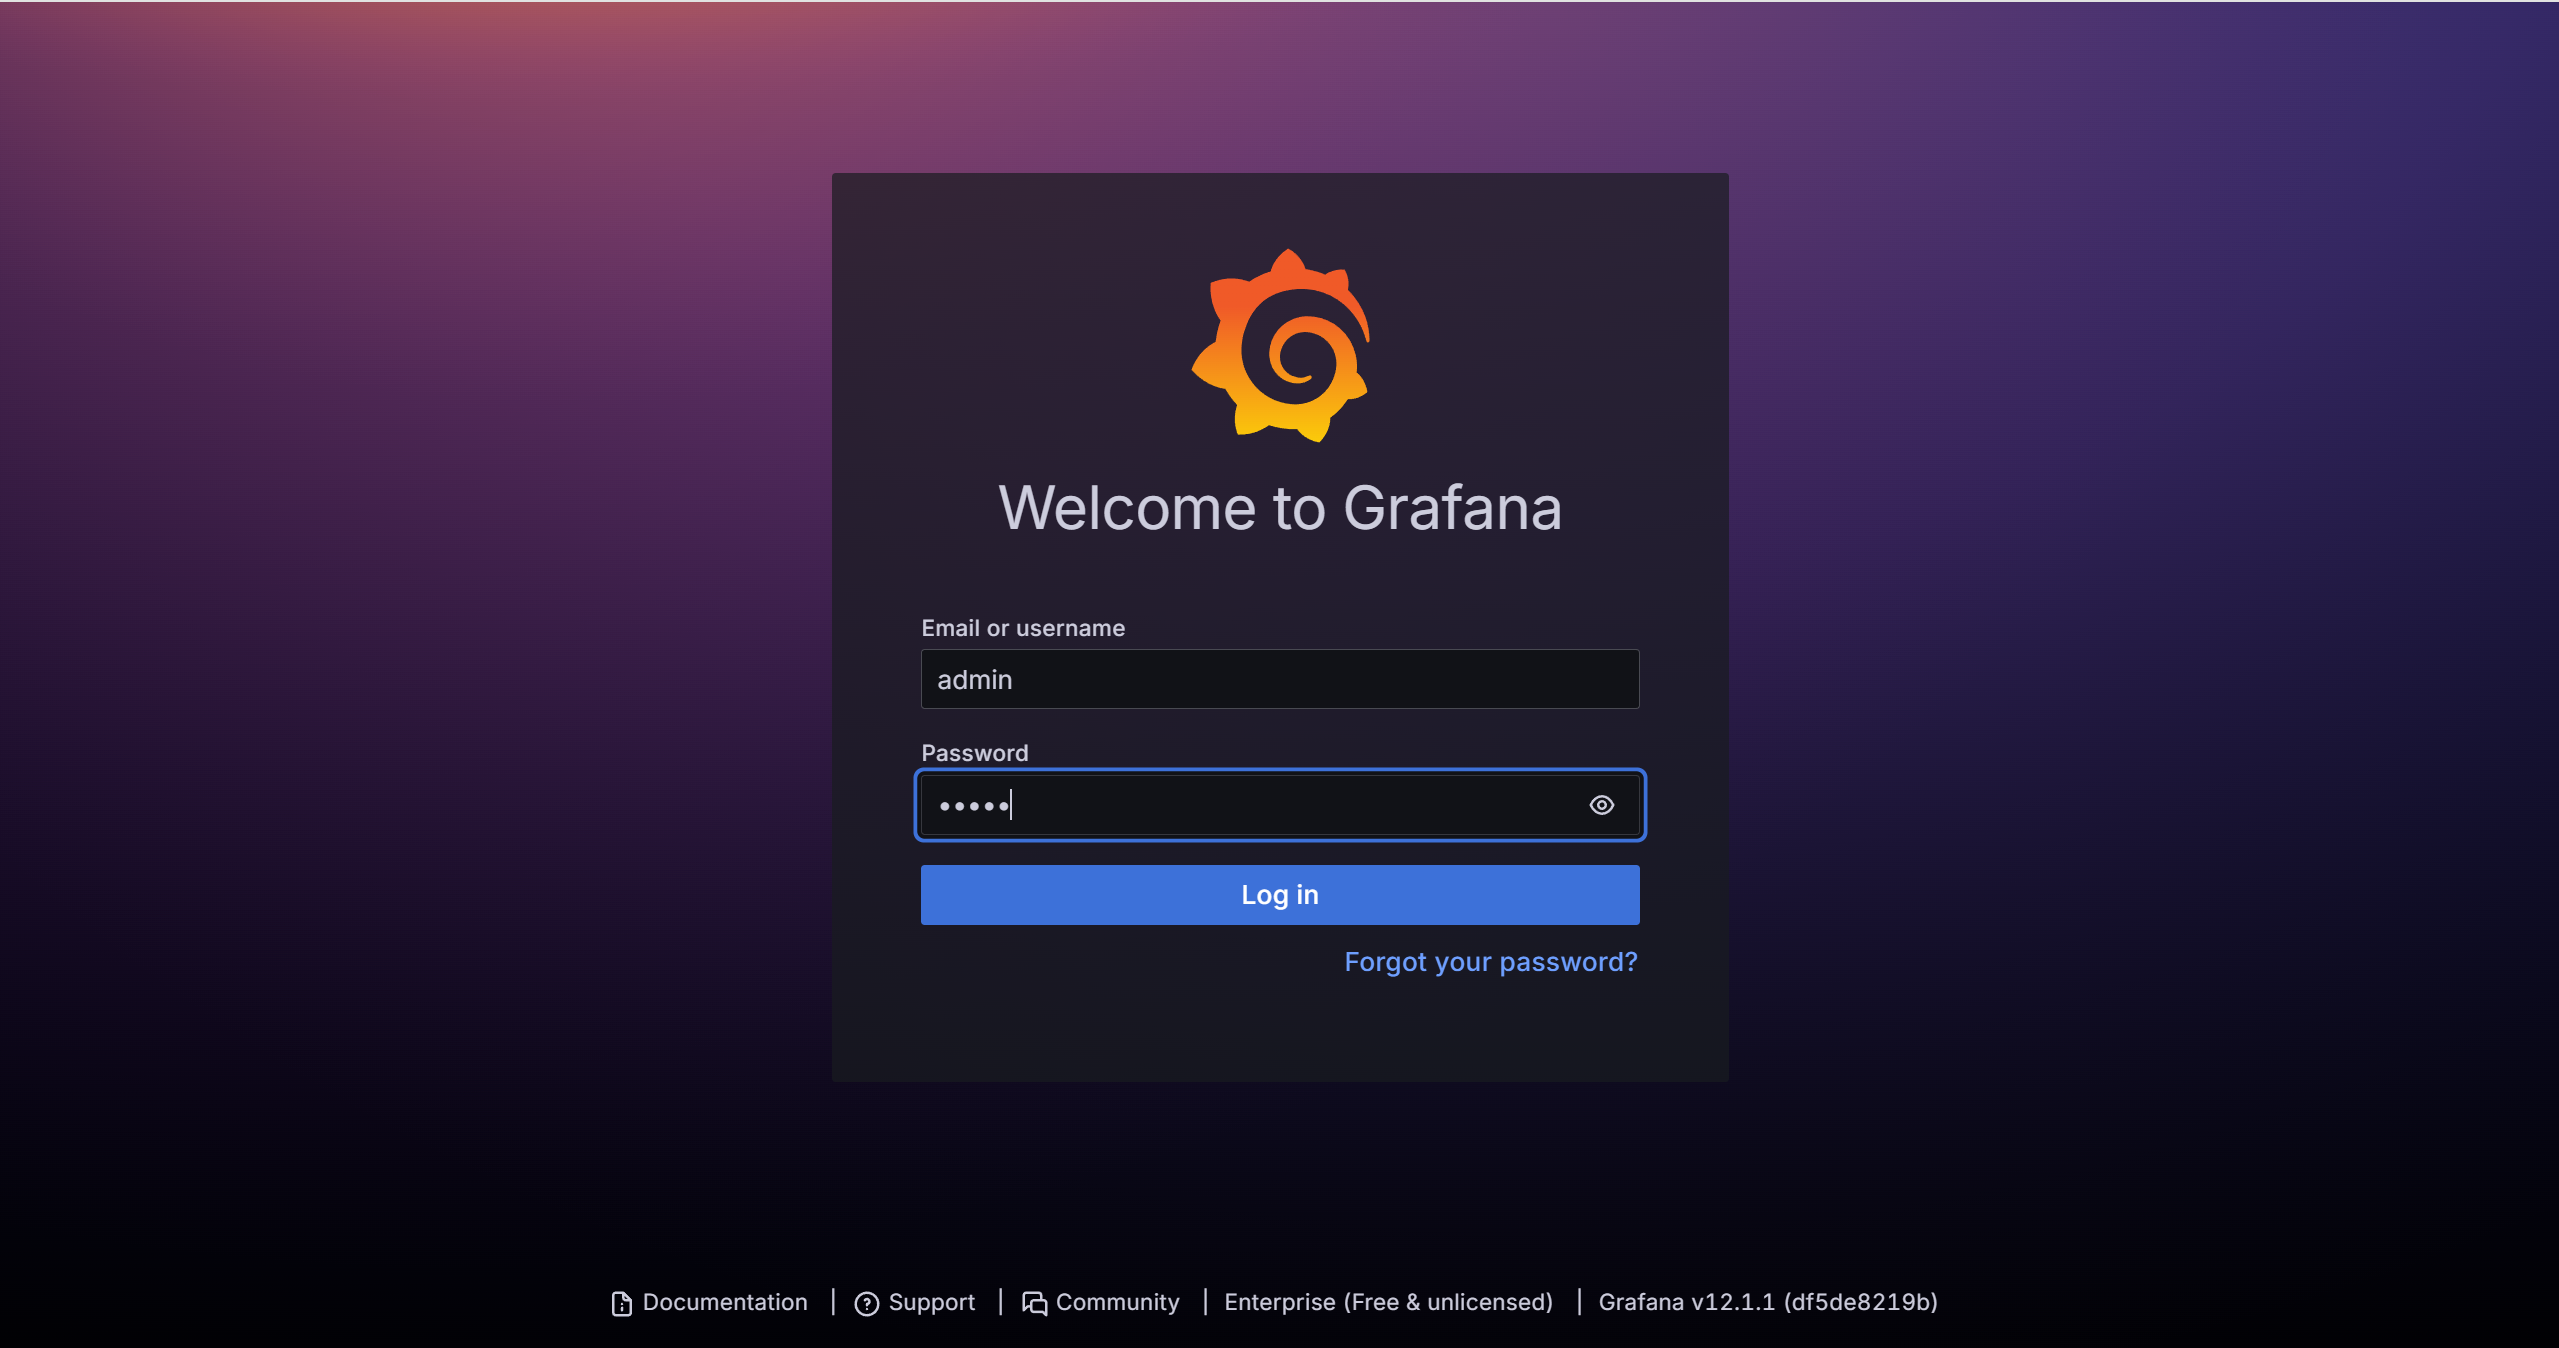 Welcome to Grafana
Email or username
admin
Password
•••••
Log in
Forgot your password?
Documentation | Support | Community | Enterprise (Free & unlicensed) | Grafana v12.1.1 (df5de8219b)